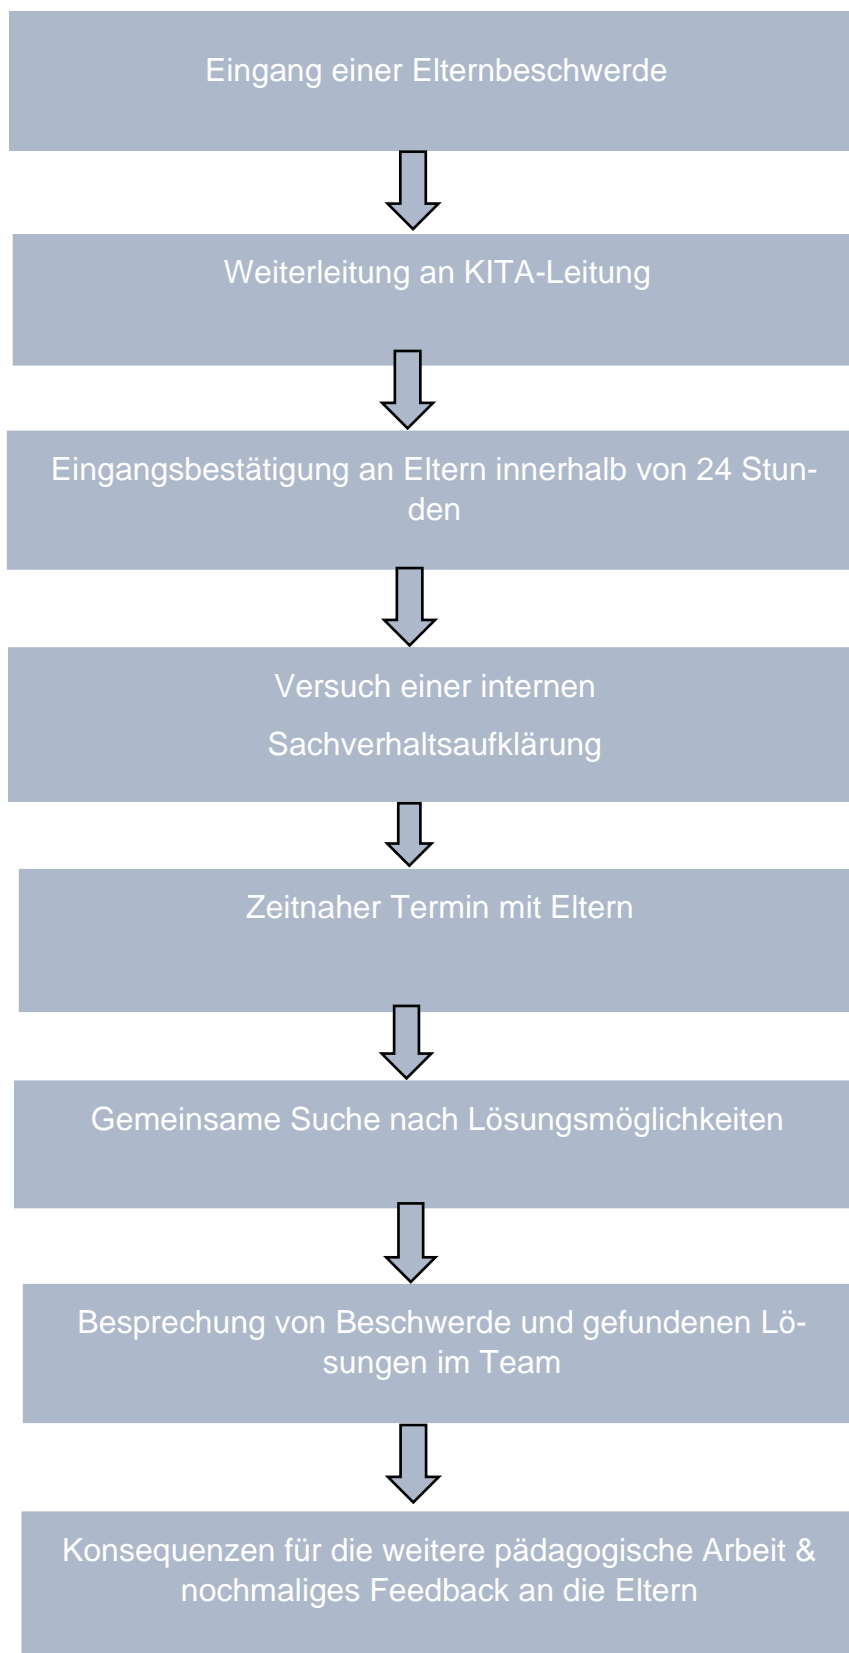 Eingang einer Elternbeschwerde
Weiterleitung an KITA-Leitung
Eingangsbestätigung an Eltern innerhalb von 24 Stun-
den
Versuch einer internen
Sachverhaltsaufklärung
Zeitnaher Termin mit Eltern
Gemeinsame Suche nach Lösungsmöglichkeiten
Besprechung von Beschwerde und gefundenen Lö-
sungen im Team
Konsequenzen für die weitere pädagogische Arbeit &
nochmaliges Feedback an die Eltern